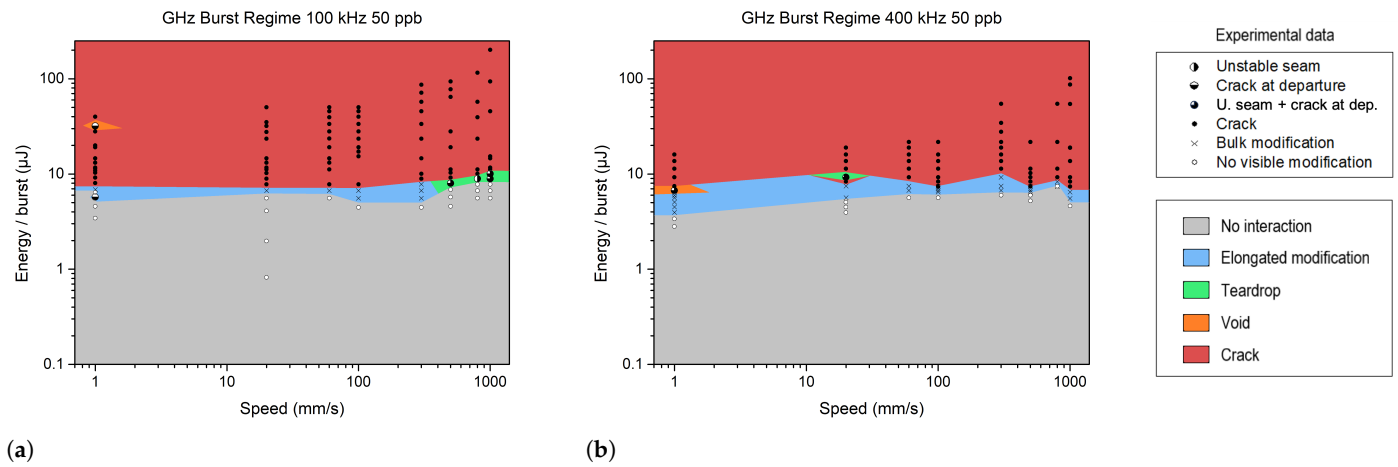 GHz Burst Regime 100 kHz 50 ppb
100
10
1
0.1
Energy / burst (µJ)
1
10
100
1000
Speed (mm/s)
(a)
GHz Burst Regime 400 kHz 50 ppb
100
10
1
0.1
Energy / burst (µJ)
1
10
100
1000
Speed (mm/s)
(b)
Experimental data
Unstable seam
Crack at departure
U. seam + crack at dep.
Crack
Bulk modification
No visible modification
No interaction
Elongated modification
Teardrop
Void
Crack